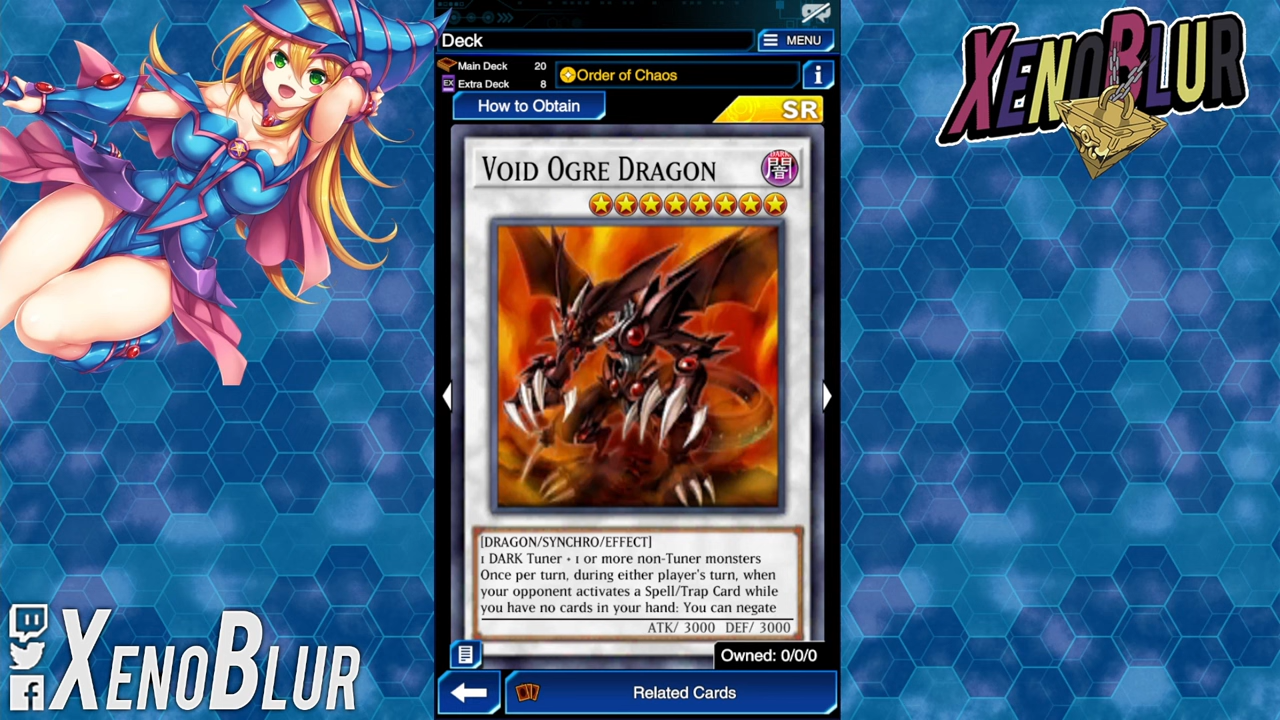 Deck
MENU
Main Deck 20
EX Extra Deck 8
Order of Chaos
i
How to Obtain
SR
VOID OGRE DRAGON
DARK
闇
[DRAGON/SYNCHRO/EFFECT]
1 DARK Tuner + 1 or more non-Tuner monsters
Once per turn, during either player's turn, when
your opponent activates a Spell/Trap Card while
you have no cards in your hand: You can negate
ATK/ 3000 DEF/ 3000
Owned: 0/0/0
Related Cards
XENOBLUR
XENOBLUR